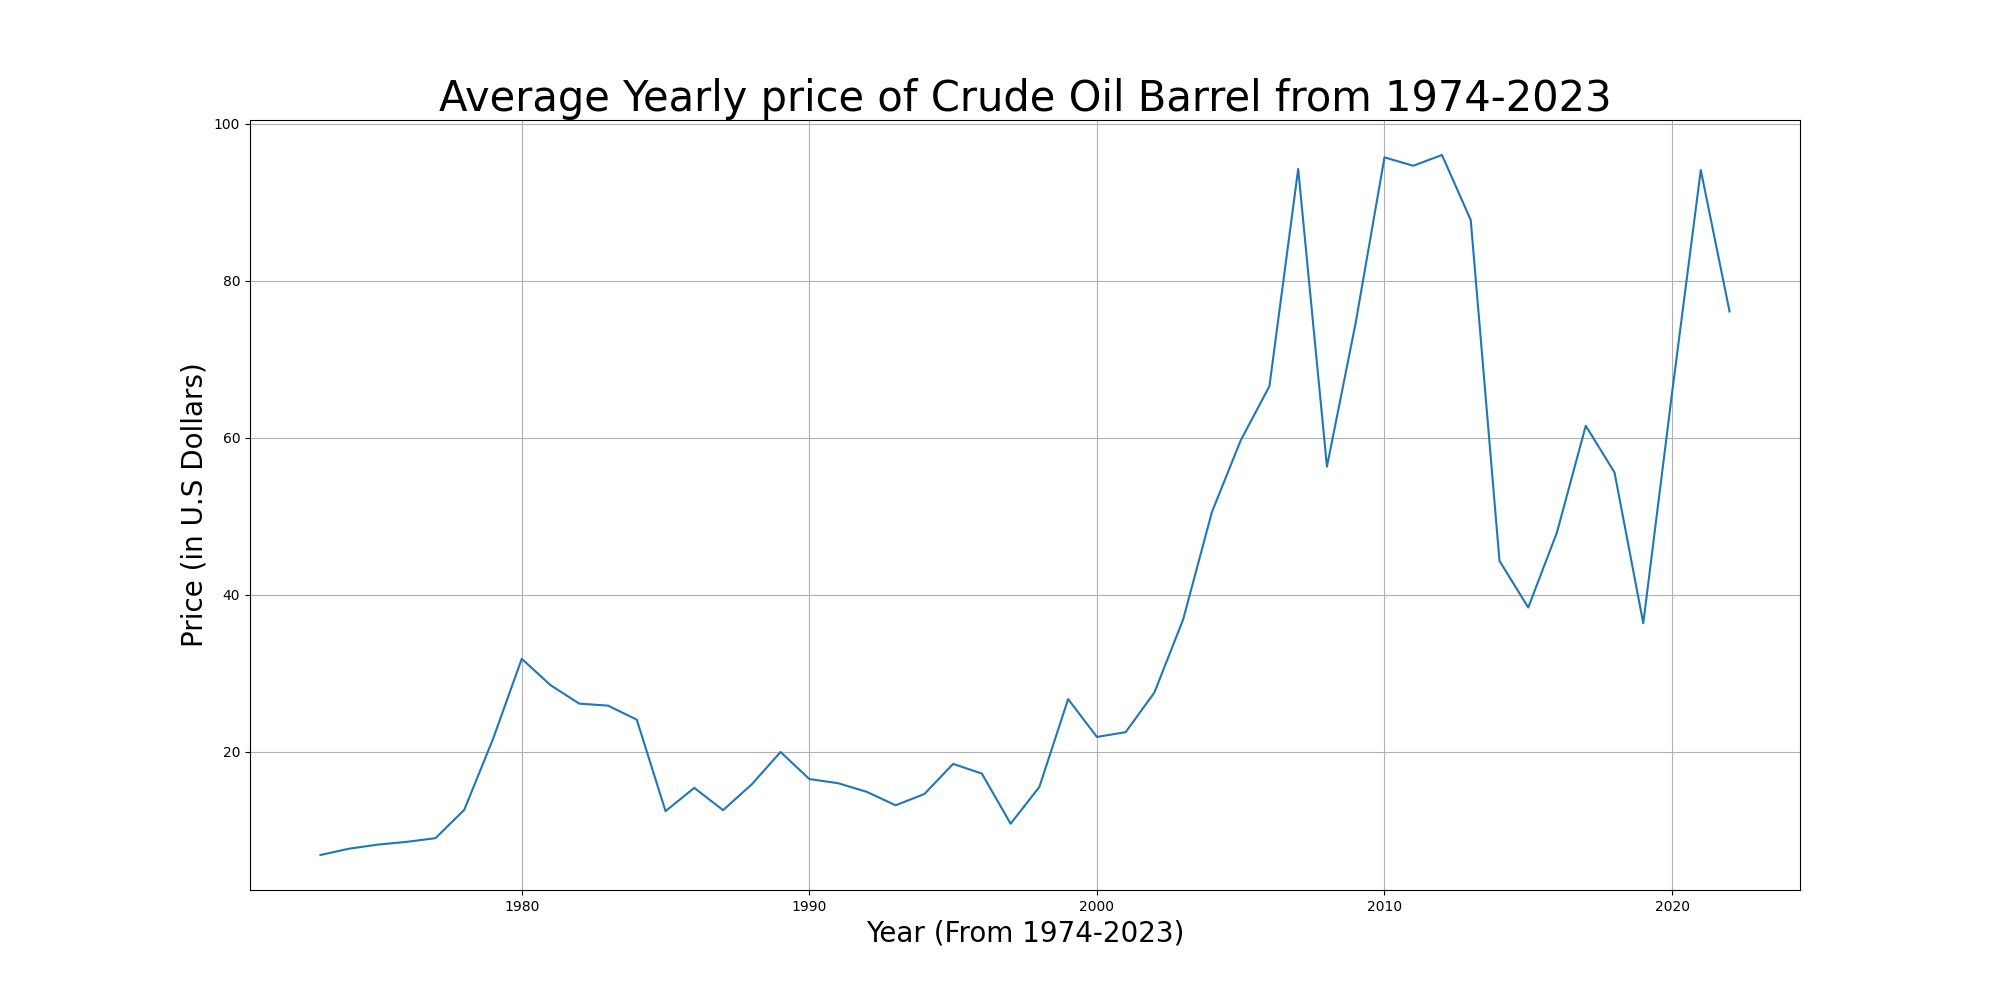 Average Yearly price of Crude Oil Barrel from 1974-2023
100
80
60
40
20
Price (in U.S Dollars)
1980 1990 2000 2010 2020
Year (From 1974-2023)